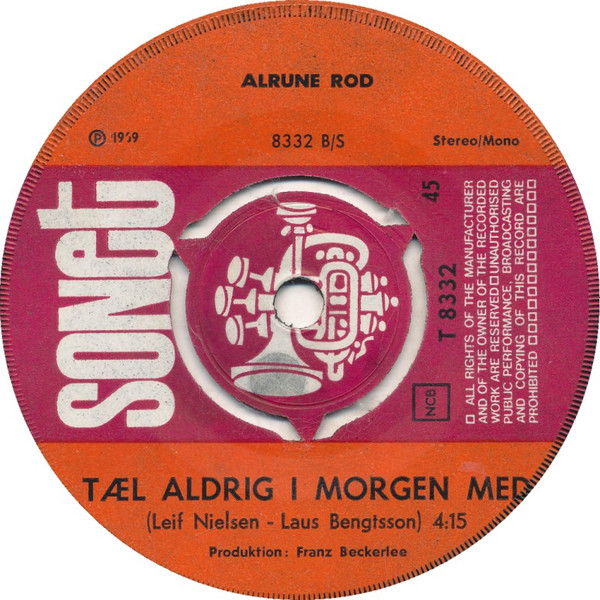 ALRUNE ROD
℗ 1969
8332 B/S
Stereo/Mono
SONET
45
T 8332
NCB
□ ALL RIGHTS OF THE MANUFACTURER
AND OF THE OWNER OF THE RECORDED
WORK ARE RESERVED □ UNAUTHORISED
PUBLIC PERFORMANCE, BROADCASTING
AND COPYING OF THIS RECORD ARE
PROHIBITED □ □ □ □ □ □ □ □ □ □ □ □
TÆL ALDRIG I MORGEN MED
(Leif Nielsen - Laus Bengtsson) 4:15
Produktion: Franz Beckerlee